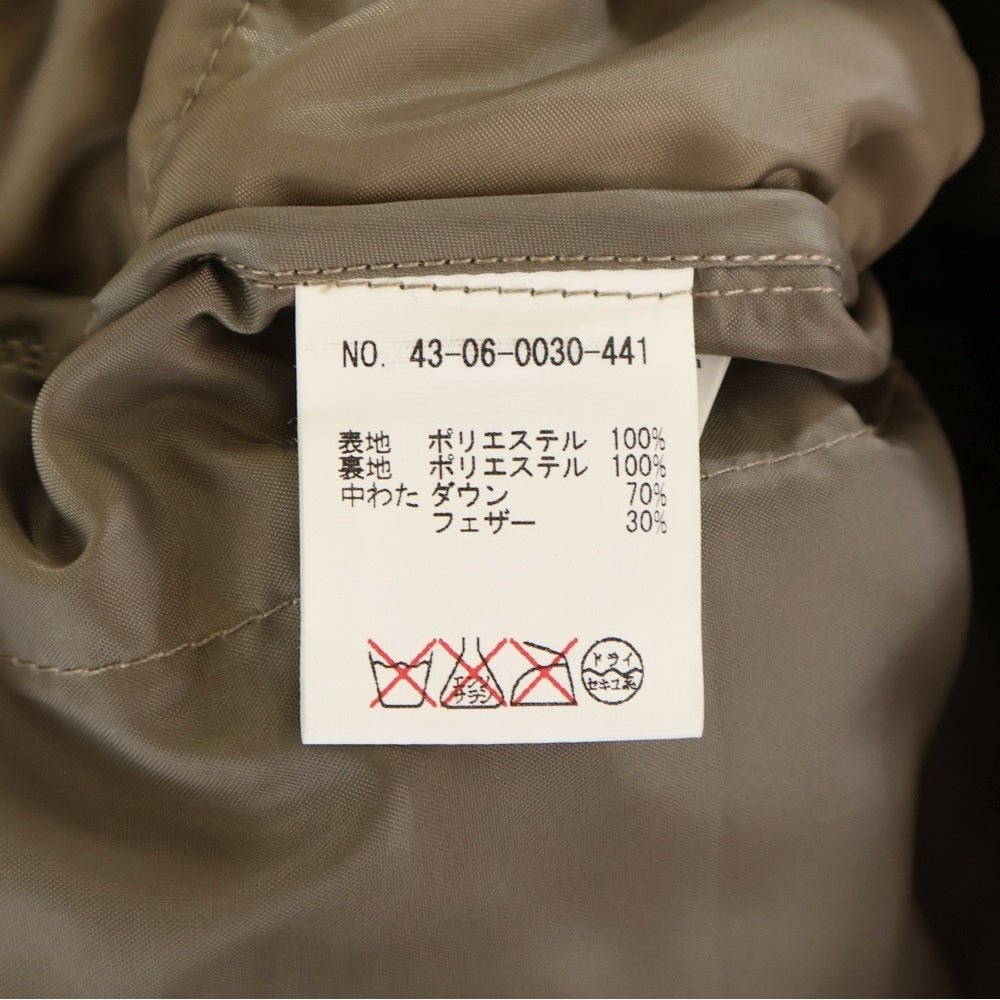 NO. 43-06-0030-441
表地 ポリエステル 100%
裏地 ポリエステル 100%
中わた ダウン 70%
フェザー 30%
エンソ
サラシ
ドライ
セキユ系